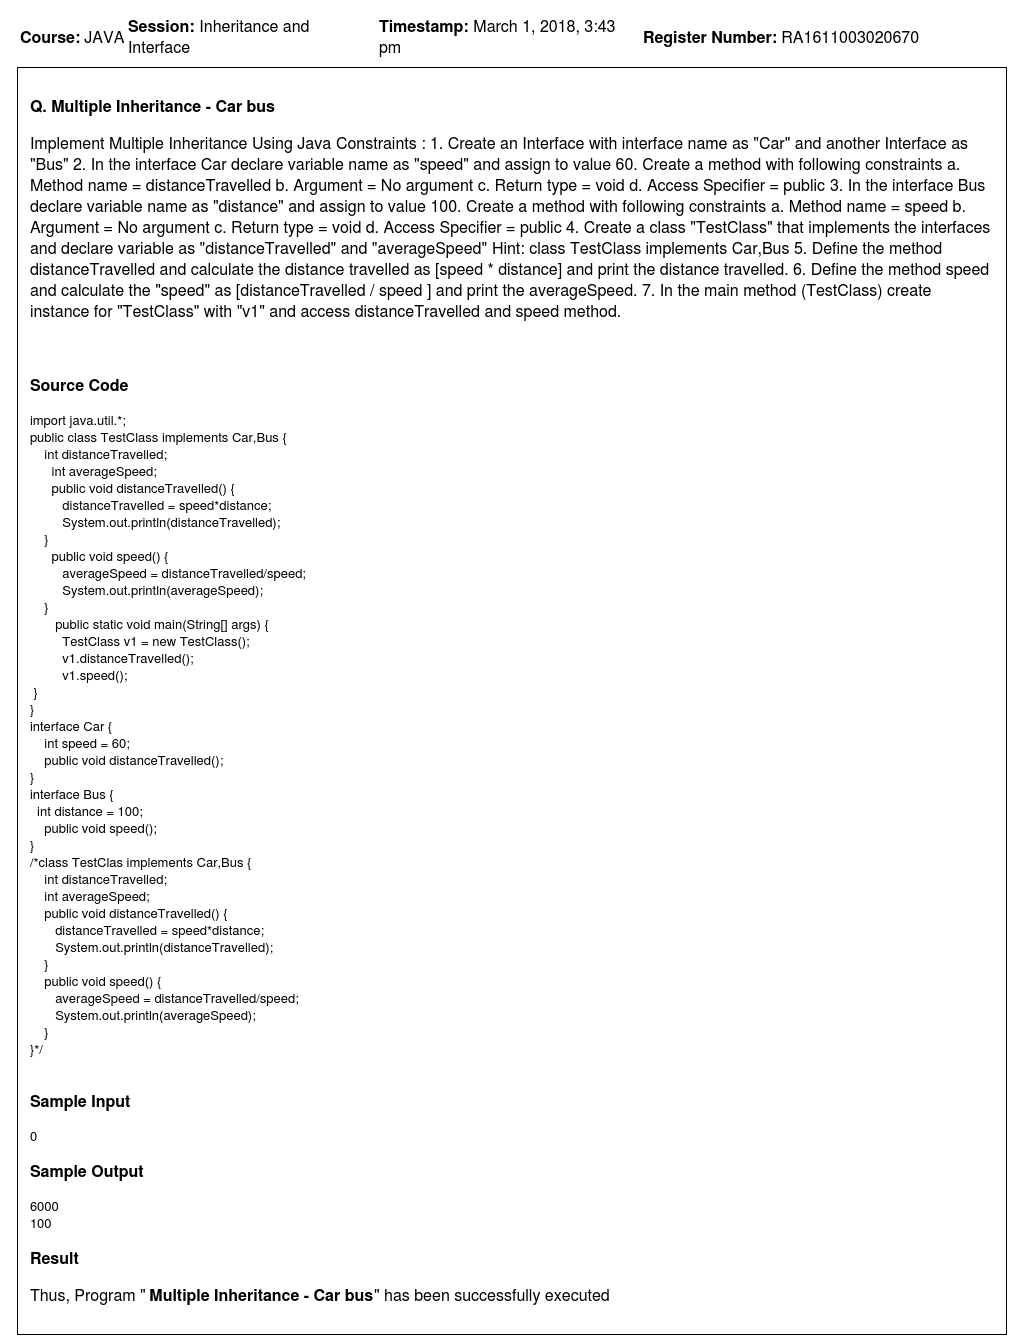 Course: JAVA Session: Inheritance and Interface Timestamp: March 1, 2018, 3:43 pm Register Number: RA1611003020670
Q. Multiple Inheritance - Car bus
Implement Multiple Inheritance Using Java Constraints : 1. Create an Interface with interface name as "Car" and another Interface as
"Bus" 2. In the interface Car declare variable name as "speed" and assign to value 60. Create a method with following constraints a.
Method name = distanceTravelled b. Argument = No argument c. Return type = void d. Access Specifier = public 3. In the interface Bus
declare variable name as "distance" and assign to value 100. Create a method with following constraints a. Method name = speed b.
Argument = No argument c. Return type = void d. Access Specifier = public 4. Create a class "TestClass" that implements the interfaces
and declare variable as "distanceTravelled" and "averageSpeed" Hint: class TestClass implements Car,Bus 5. Define the method
distanceTravelled and calculate the distance travelled as [speed * distance] and print the distance travelled. 6. Define the method speed
and calculate the "speed" as [distanceTravelled / speed ] and print the averageSpeed. 7. In the main method (TestClass) create
instance for "TestClass" with "v1" and access distanceTravelled and speed method.
Source Code
import java.util.*;
public class TestClass implements Car,Bus {
int distanceTravelled;
int averageSpeed;
public void distanceTravelled() {
distanceTravelled = speed*distance;
System.out.println(distanceTravelled);
}
public void speed() {
averageSpeed = distanceTravelled/speed;
System.out.println(averageSpeed);
}
public static void main(String[] args) {
TestClass v1 = new TestClass();
v1.distanceTravelled();
v1.speed();
}
}
interface Car {
int speed = 60;
public void distanceTravelled();
}
interface Bus {
int distance = 100;
public void speed();
}
/*class TestClas implements Car,Bus {
int distanceTravelled;
int averageSpeed;
public void distanceTravelled() {
distanceTravelled = speed*distance;
System.out.println(distanceTravelled);
}
public void speed() {
averageSpeed = distanceTravelled/speed;
System.out.println(averageSpeed);
}
}*/
Sample Input
0
Sample Output
6000
100
Result
Thus, Program " Multiple Inheritance - Car bus" has been successfully executed